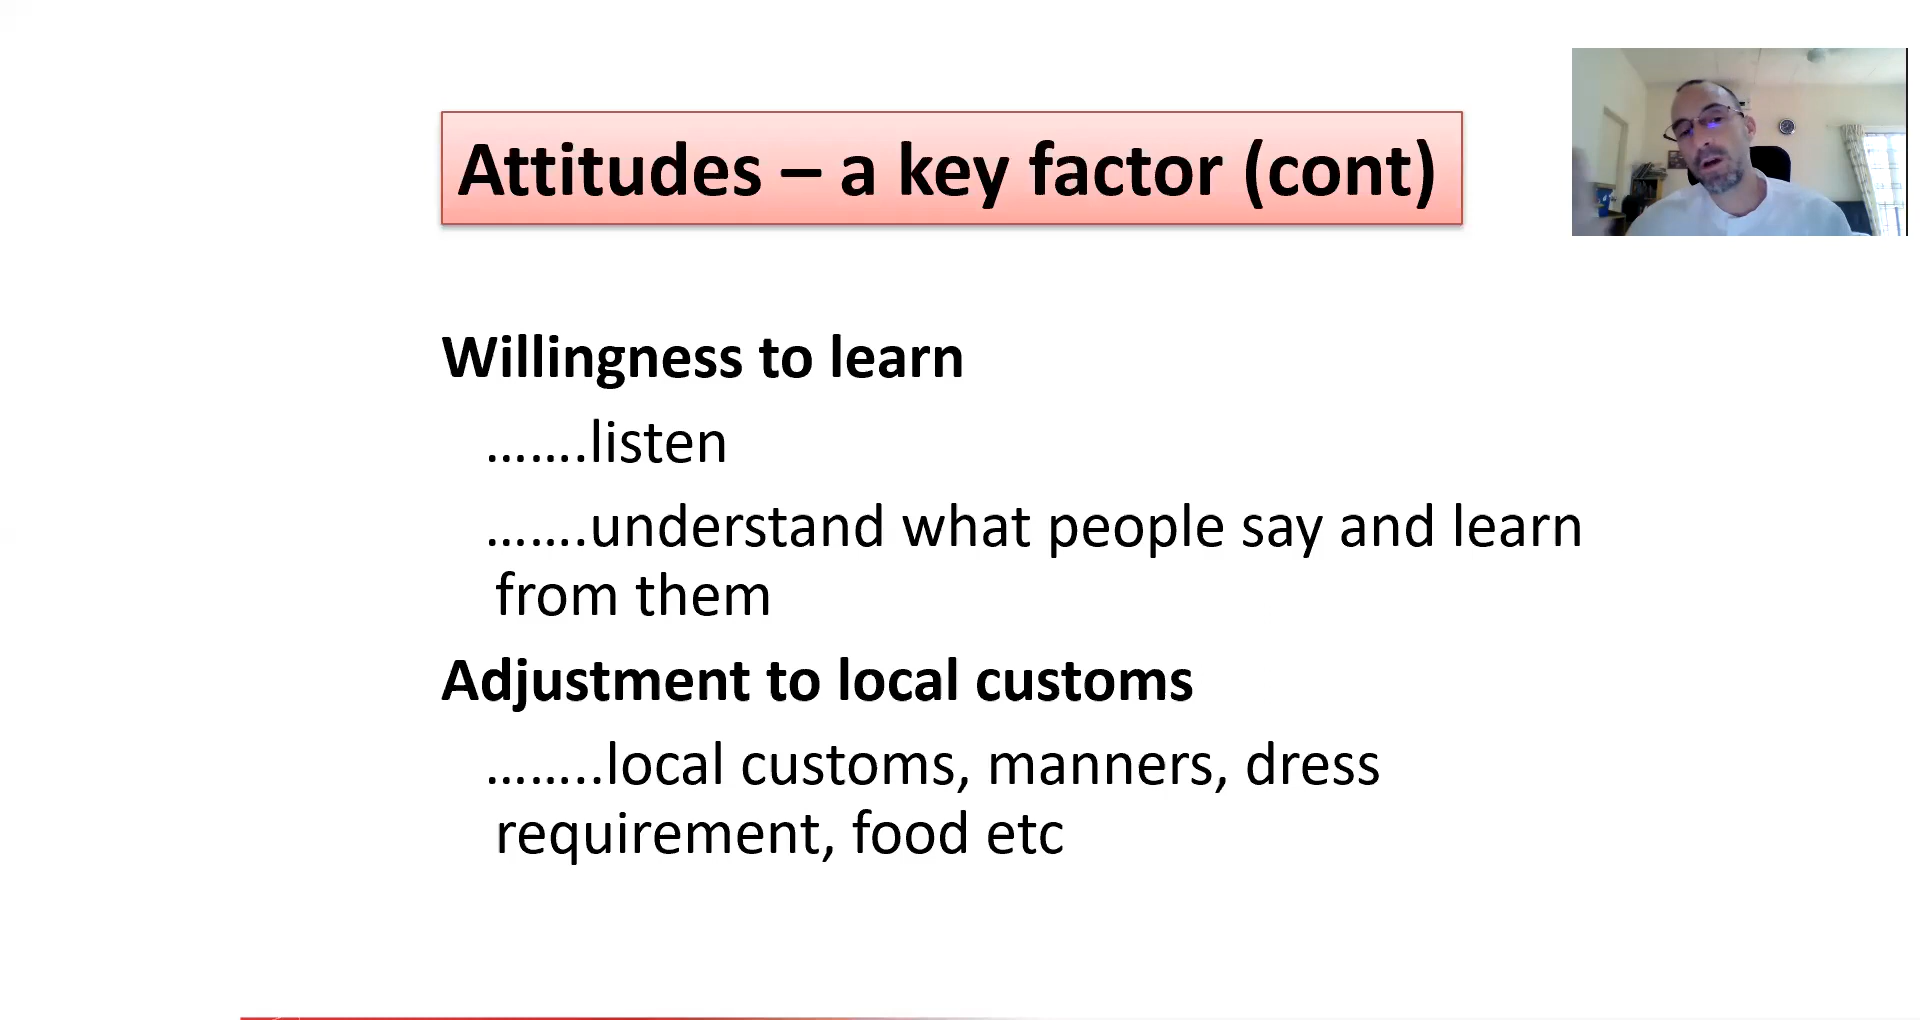 Attitudes – a key factor (cont)
Willingness to learn
…….listen
…….understand what people say and learn
from them
Adjustment to local customs
……..local customs, manners, dress
requirement, food etc